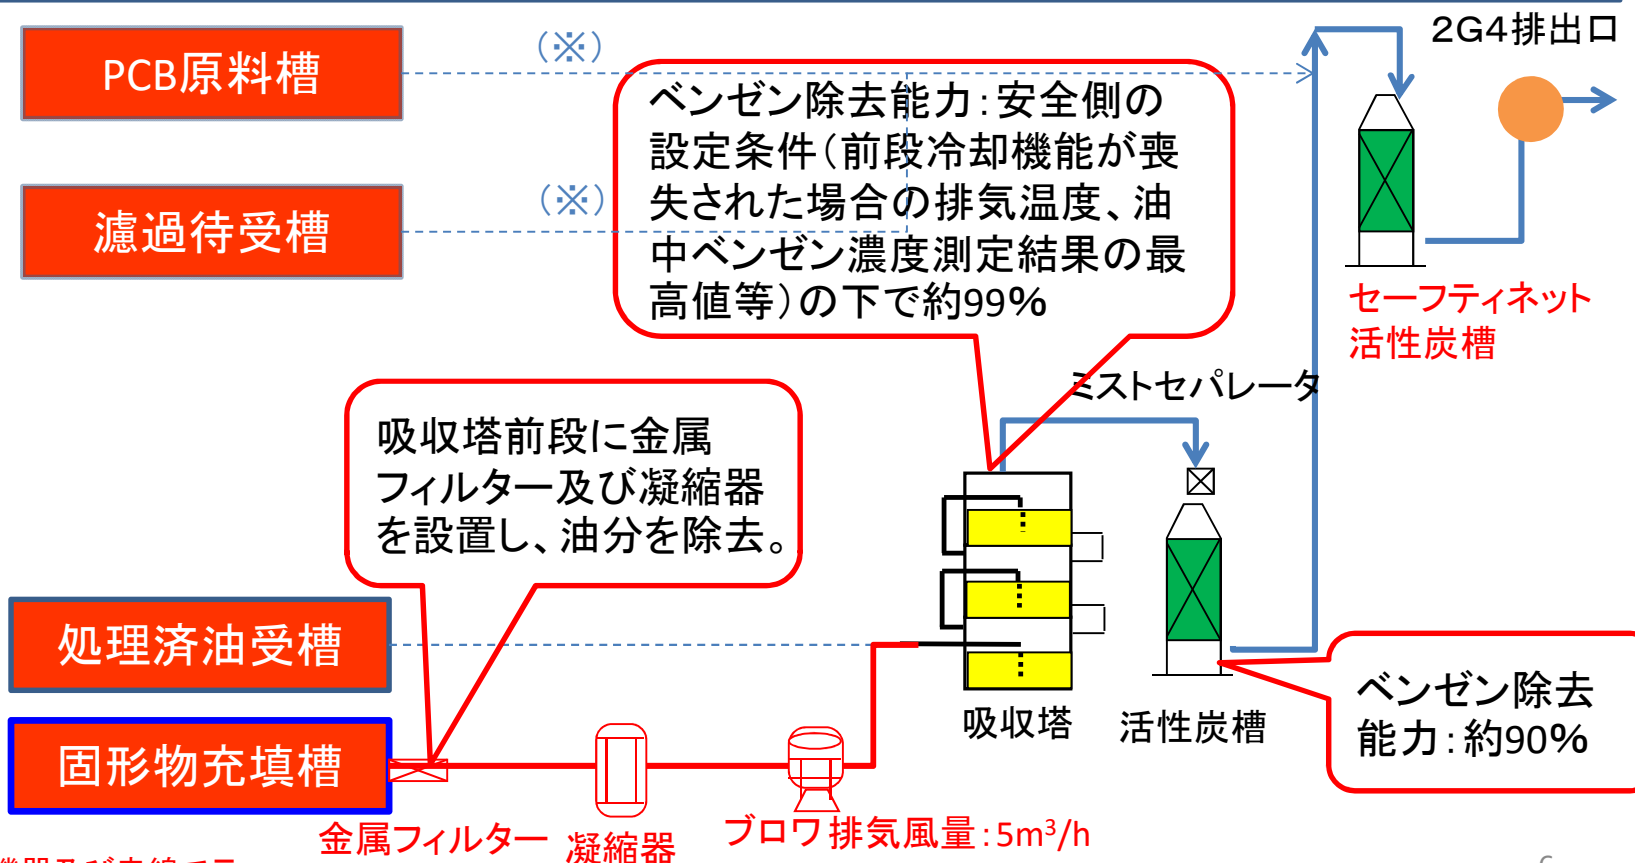 PCB原料槽
(※)
2G4排出口
ベンゼン除去能力:安全側の
設定条件(前段冷却機能が喪
失された場合の排気温度、油
中ベンゼン濃度測定結果の最
高値等)の下で約99%
濾過待受槽
(※)
セーフティネット
活性炭槽
ミストセパレータ
吸収塔前段に金属
フィルター及び凝縮器
を設置し、油分を除去。
処理済油受槽
吸収塔
活性炭槽
ベンゼン除去
能力:約90%
固形物充填槽
金属フィルター
凝縮器
ブロワ排気風量:5m³/h